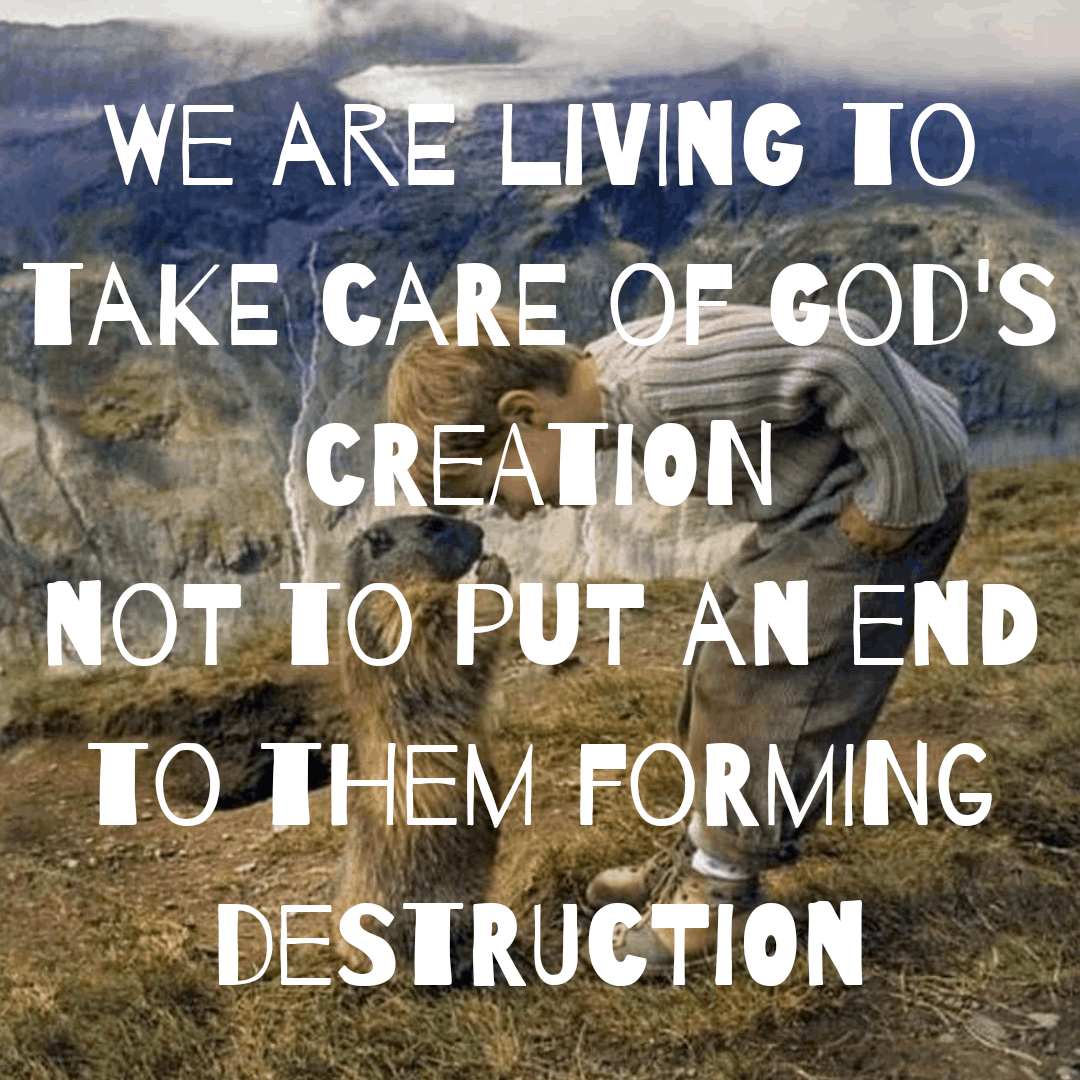 WE ARE LIVING TO
TAKE CARE OF GOD'S
CREATION
NOT TO PUT AN END
TO THEM FORMING
DESTRUCTION